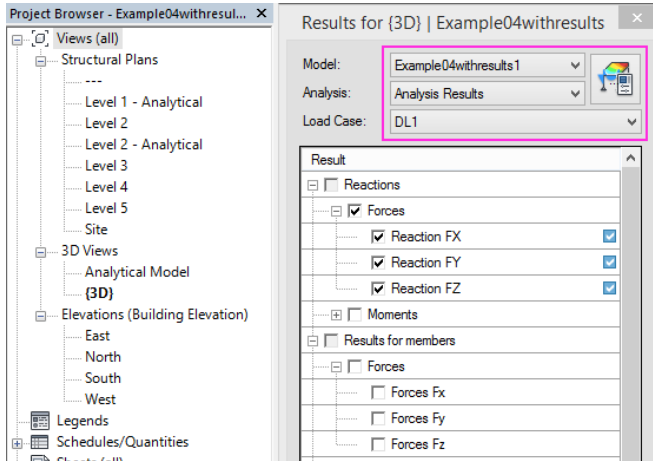 Project Browser - Example04withresul... X
Views (all)
Structural Plans
---
Level 1 - Analytical
Level 2
Level 2 - Analytical
Level 3
Level 4
Level 5
Site
3D Views
Analytical Model
{3D}
Elevations (Building Elevation)
East
North
South
West
Legends
Schedules/Quantities
Sheets (all)
Results for {3D} | Example04withresults
Model: Example04withresults1
Analysis: Analysis Results
Load Case: DL1
Result
Reactions
Forces
Reaction FX
Reaction FY
Reaction FZ
Moments
Results for members
Forces
Forces Fx
Forces Fy
Forces Fz